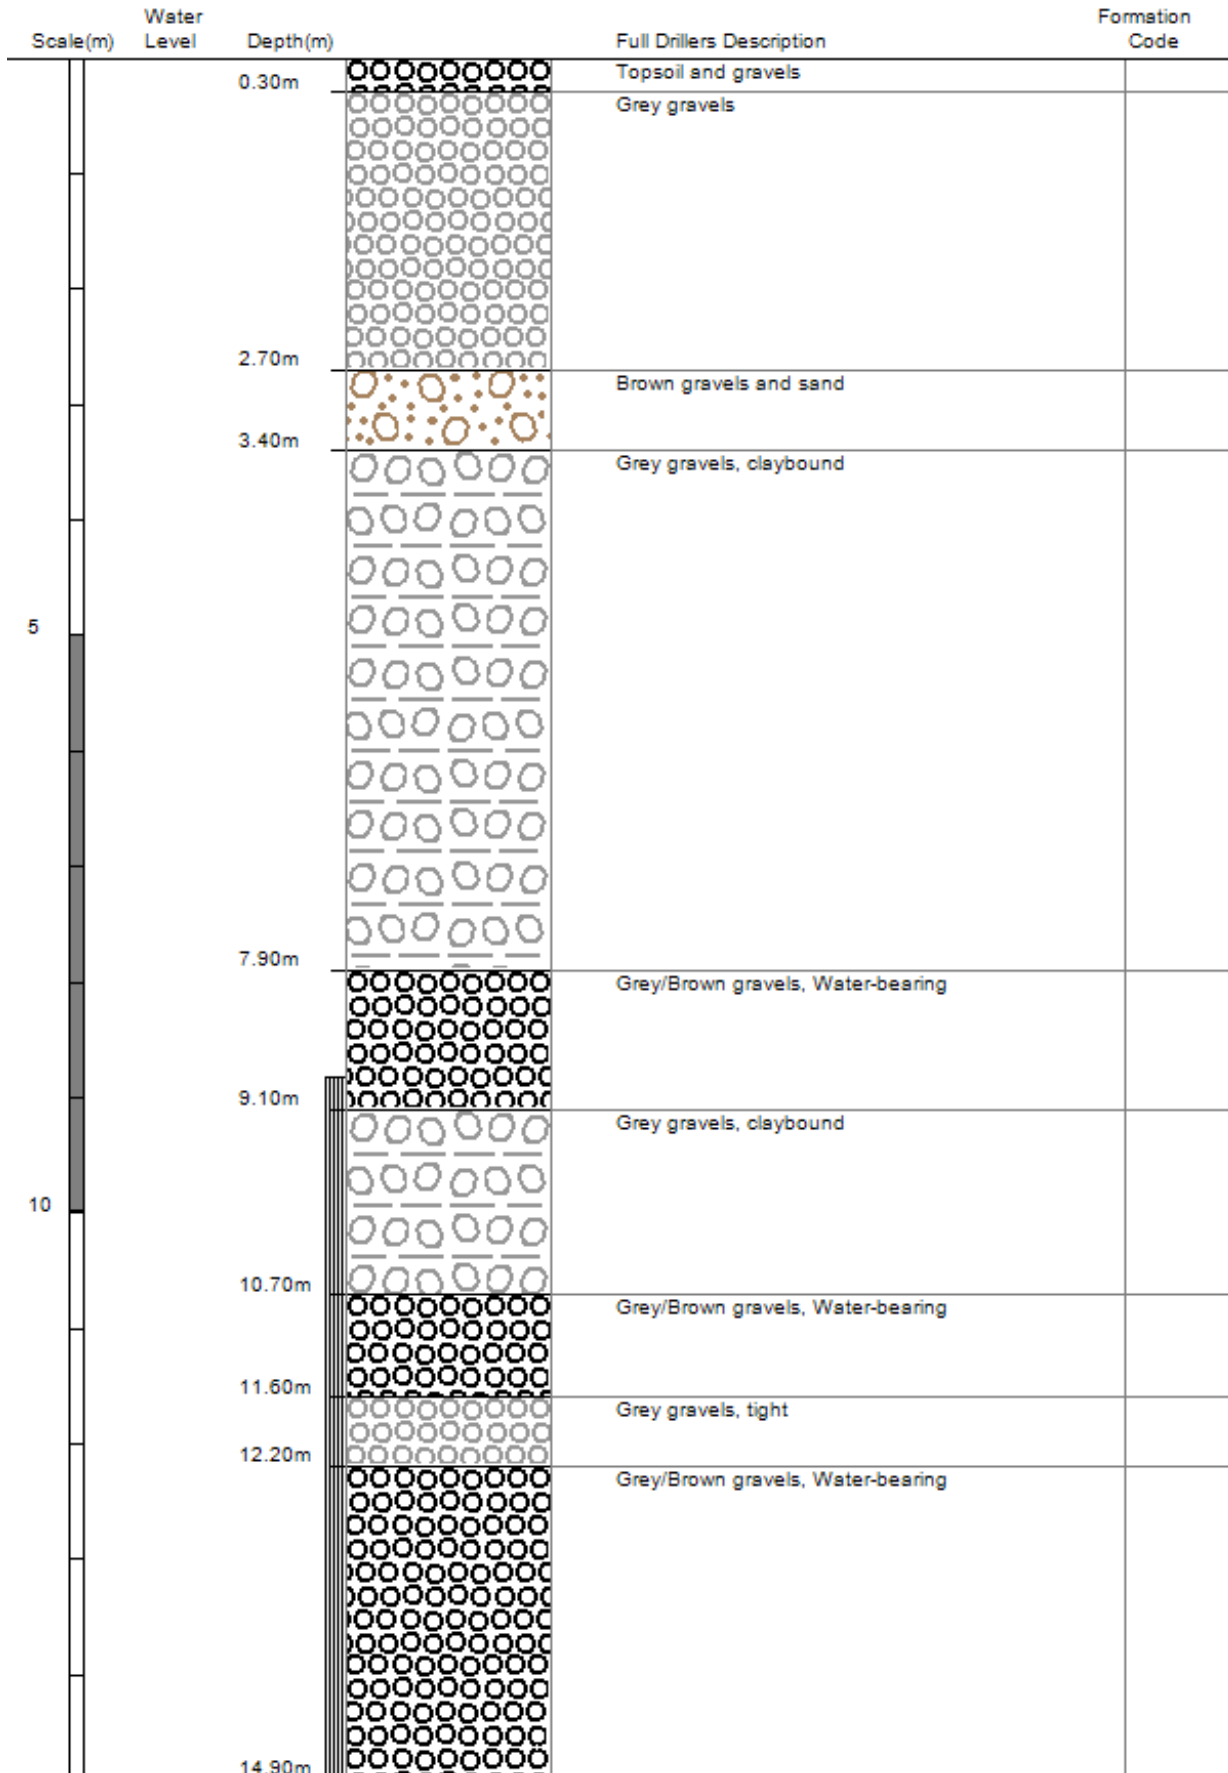 Water Formation
Scale(m) Level Depth(m) Full Drillers Description Code
Topsoil and gravels
0.30m
Grey gravels
2.70m
Brown gravels and sand
3.40m
Grey gravels, claybound
5
7.90m
Grey/Brown gravels, Water-bearing
9.10m
Grey gravels, claybound
10
10.70m
Grey/Brown gravels, Water-bearing
11.60m
Grey gravels, tight
12.20m
Grey/Brown gravels, Water-bearing
14.90m